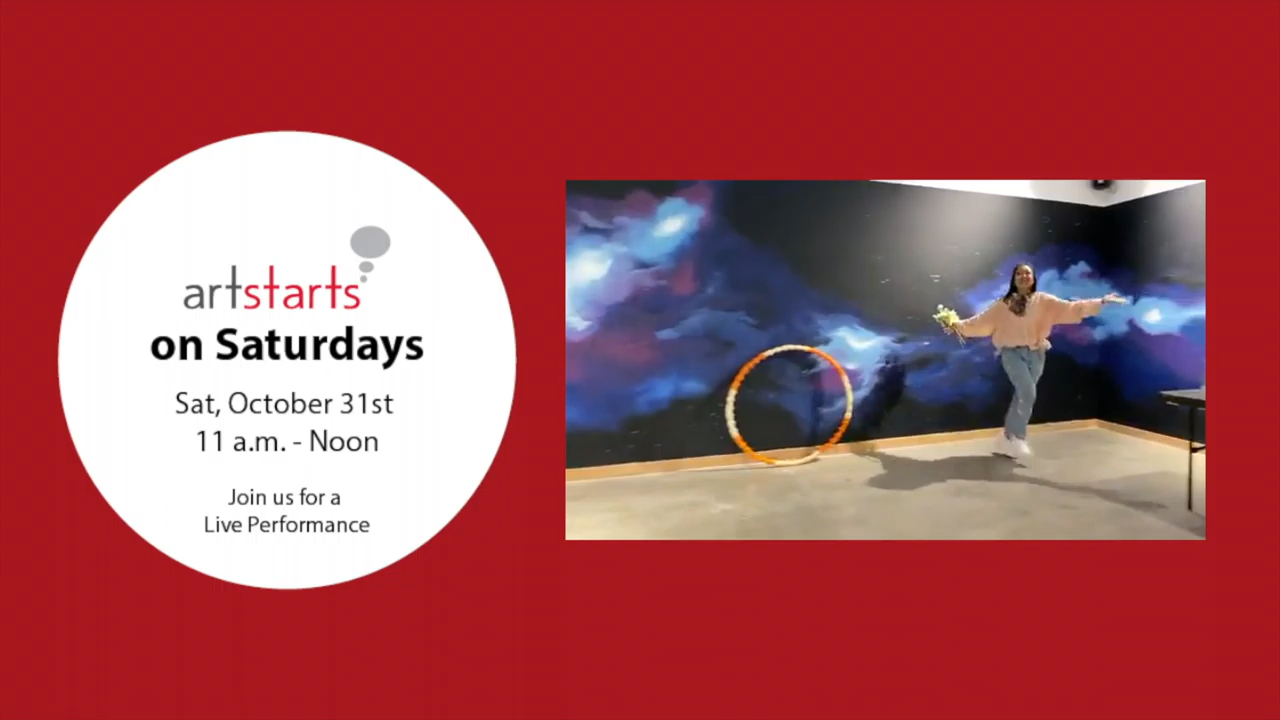 artstarts
on Saturdays
Sat, October 31st
11 a.m. - Noon
Join us for a
Live Performance